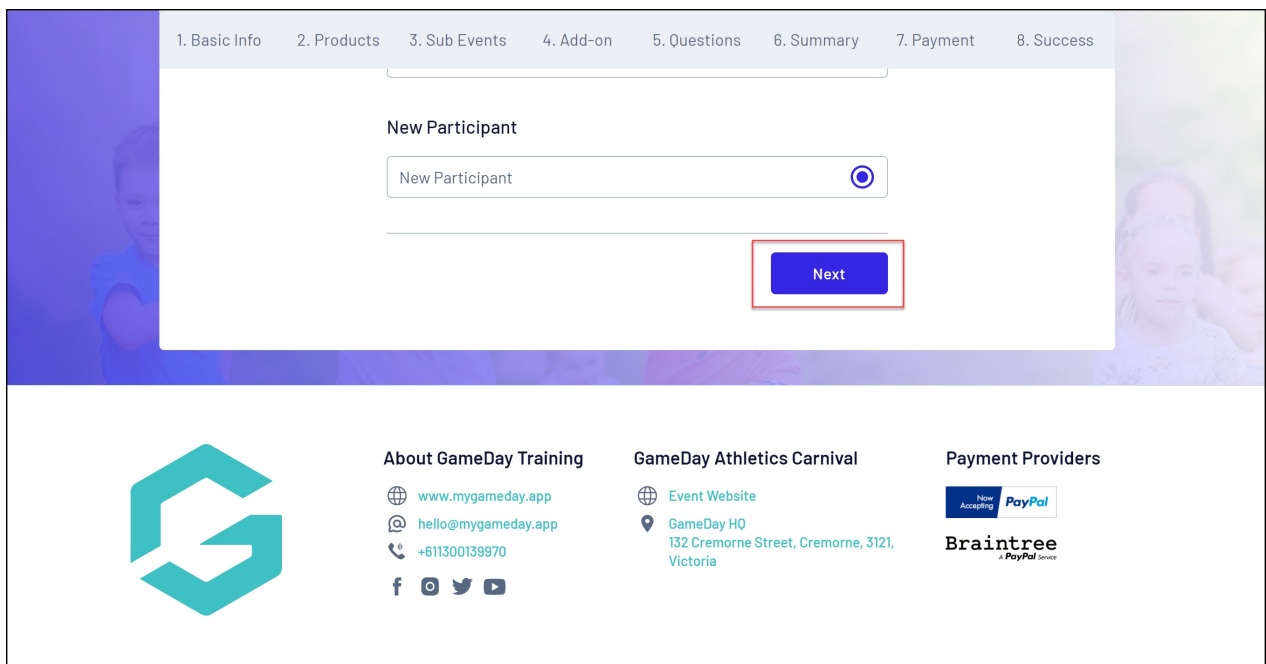 1. Basic Info 2. Products 3. Sub Events 4. Add-on 5. Questions 6. Summary 7. Payment 8. Success
New Participant
New Participant
Next
About GameDay Training
www.mygameday.app
hello@mygameday.app
+611300139970
GameDay Athletics Carnival
Event Website
GameDay HQ
132 Cremorne Street, Cremorne, 3121,
Victoria
Payment Providers
Now
Accepting
PayPal
Braintree
A PayPal Service